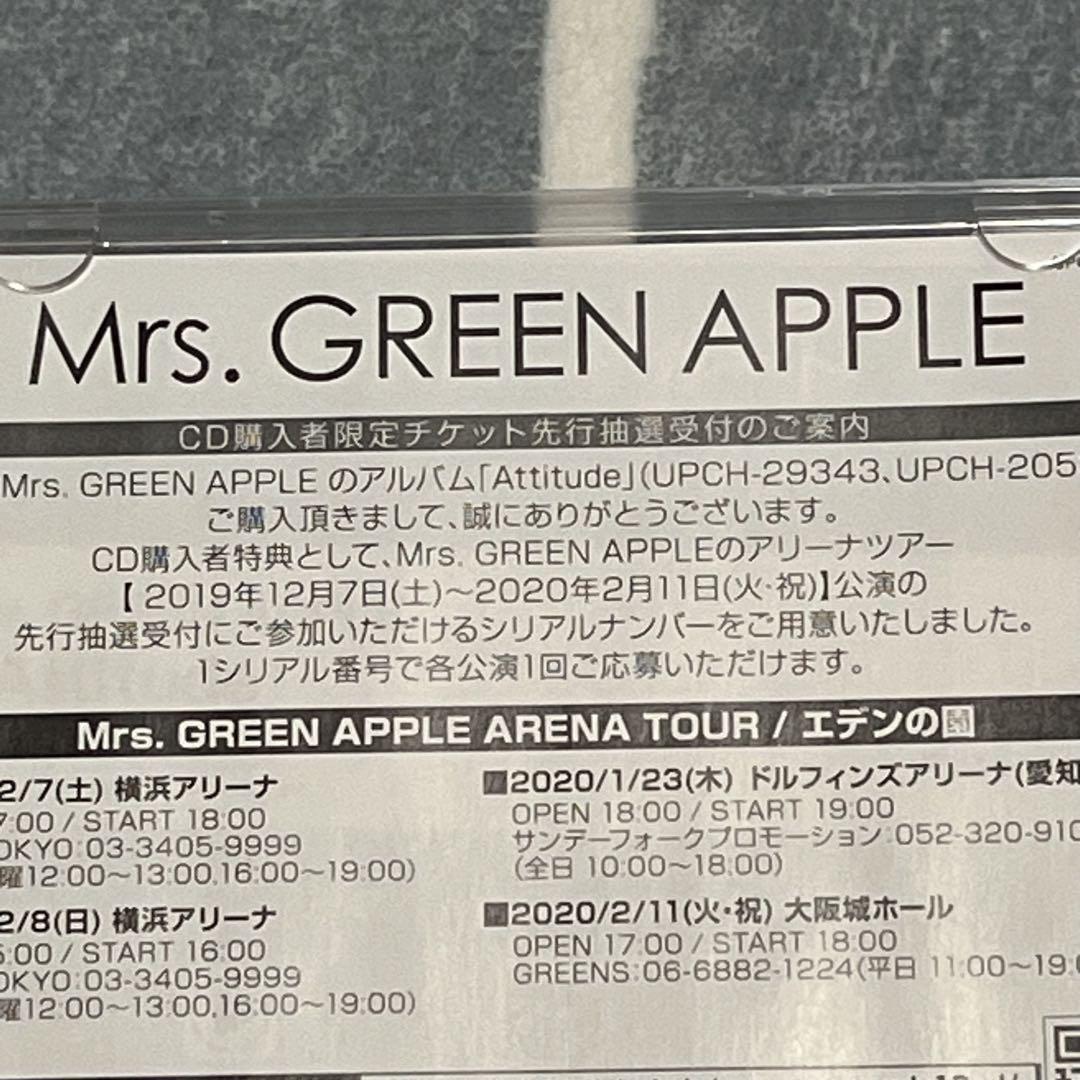 Mrs. GREEN APPLE
CD購入者限定チケット先行抽選受付のご案内
Mrs. GREEN APPLE のアルバム「Attitude」(UPCH-29343、UPCH-205
ご購入頂きまして、誠にありがとうございます。
CD購入者特典として、Mrs. GREEN APPLEのアリーナツアー
【 2019年12月7日(土)～2020年2月11日(火・祝)】公演の
先行抽選受付にご参加いただけるシリアルナンバーをご用意いたしました。
1シリアル番号で各公演1回ご応募いただけます。
Mrs. GREEN APPLE ARENA TOUR / エデンの園
2/7(土) 横浜アリーナ
7:00 / START 18:00
OKYO:03-3405-9999
曜12:00～13:00,16:00～19:00)
2/8(日) 横浜アリーナ
5:00 / START 16:00
OKYO:03-3405-9999
曜12:00～13:00,16:00～19:00)
2020/1/23(木) ドルフィンズアリーナ(愛知
OPEN 18:00 / START 19:00
サンデーフォークプロモーション:052-320-910
(全日 10:00～18:00)
2020/2/11(火・祝) 大阪城ホール
OPEN 17:00 / START 18:00
GREENS:06-6882-1224(平日 11:00～19:0